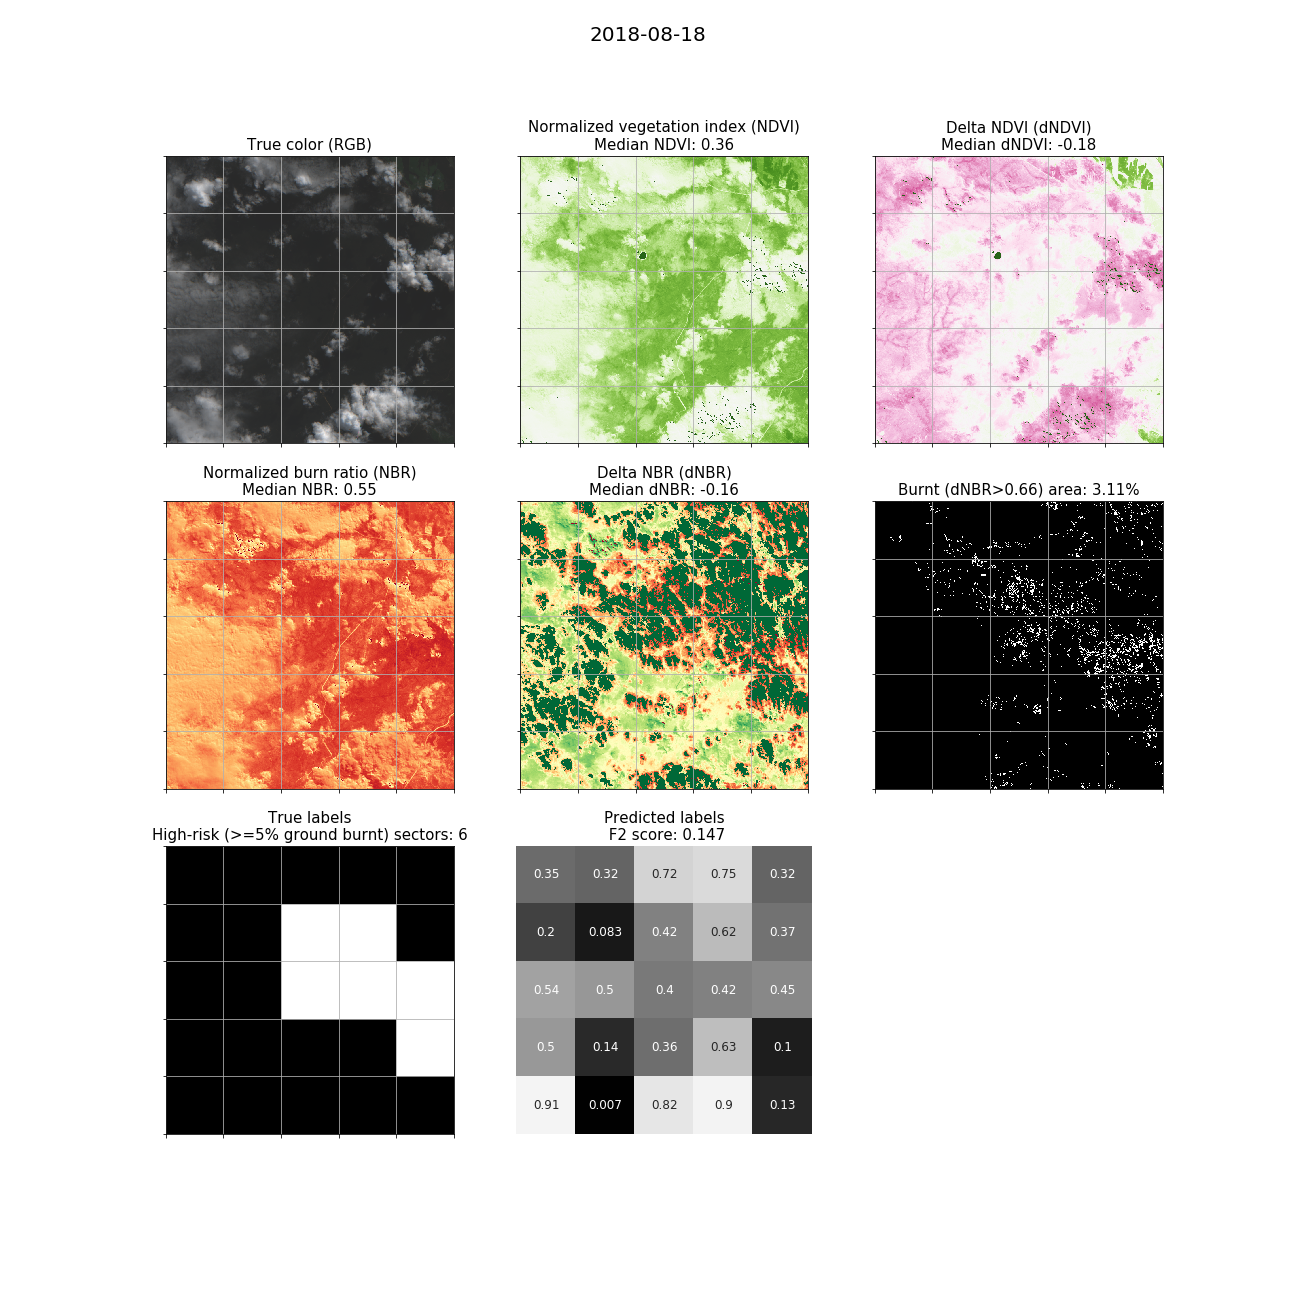 2018-08-18
True color (RGB)
Normalized vegetation index (NDVI)
Median NDVI: 0.36
Delta NDVI (dNDVI)
Median dNDVI: -0.18
Normalized burn ratio (NBR)
Median NBR: 0.55
Delta NBR (dNBR)
Median dNBR: -0.16
Burnt (dNBR>0.66) area: 3.11%
True labels
High-risk (>=5% ground burnt) sectors: 6
Predicted labels
F2 score: 0.147
0.35 0.32 0.72 0.75 0.32
0.2 0.083 0.42 0.62 0.37
0.54 0.5 0.4 0.42 0.45
0.5 0.14 0.36 0.63 0.1
0.91 0.007 0.82 0.9 0.13